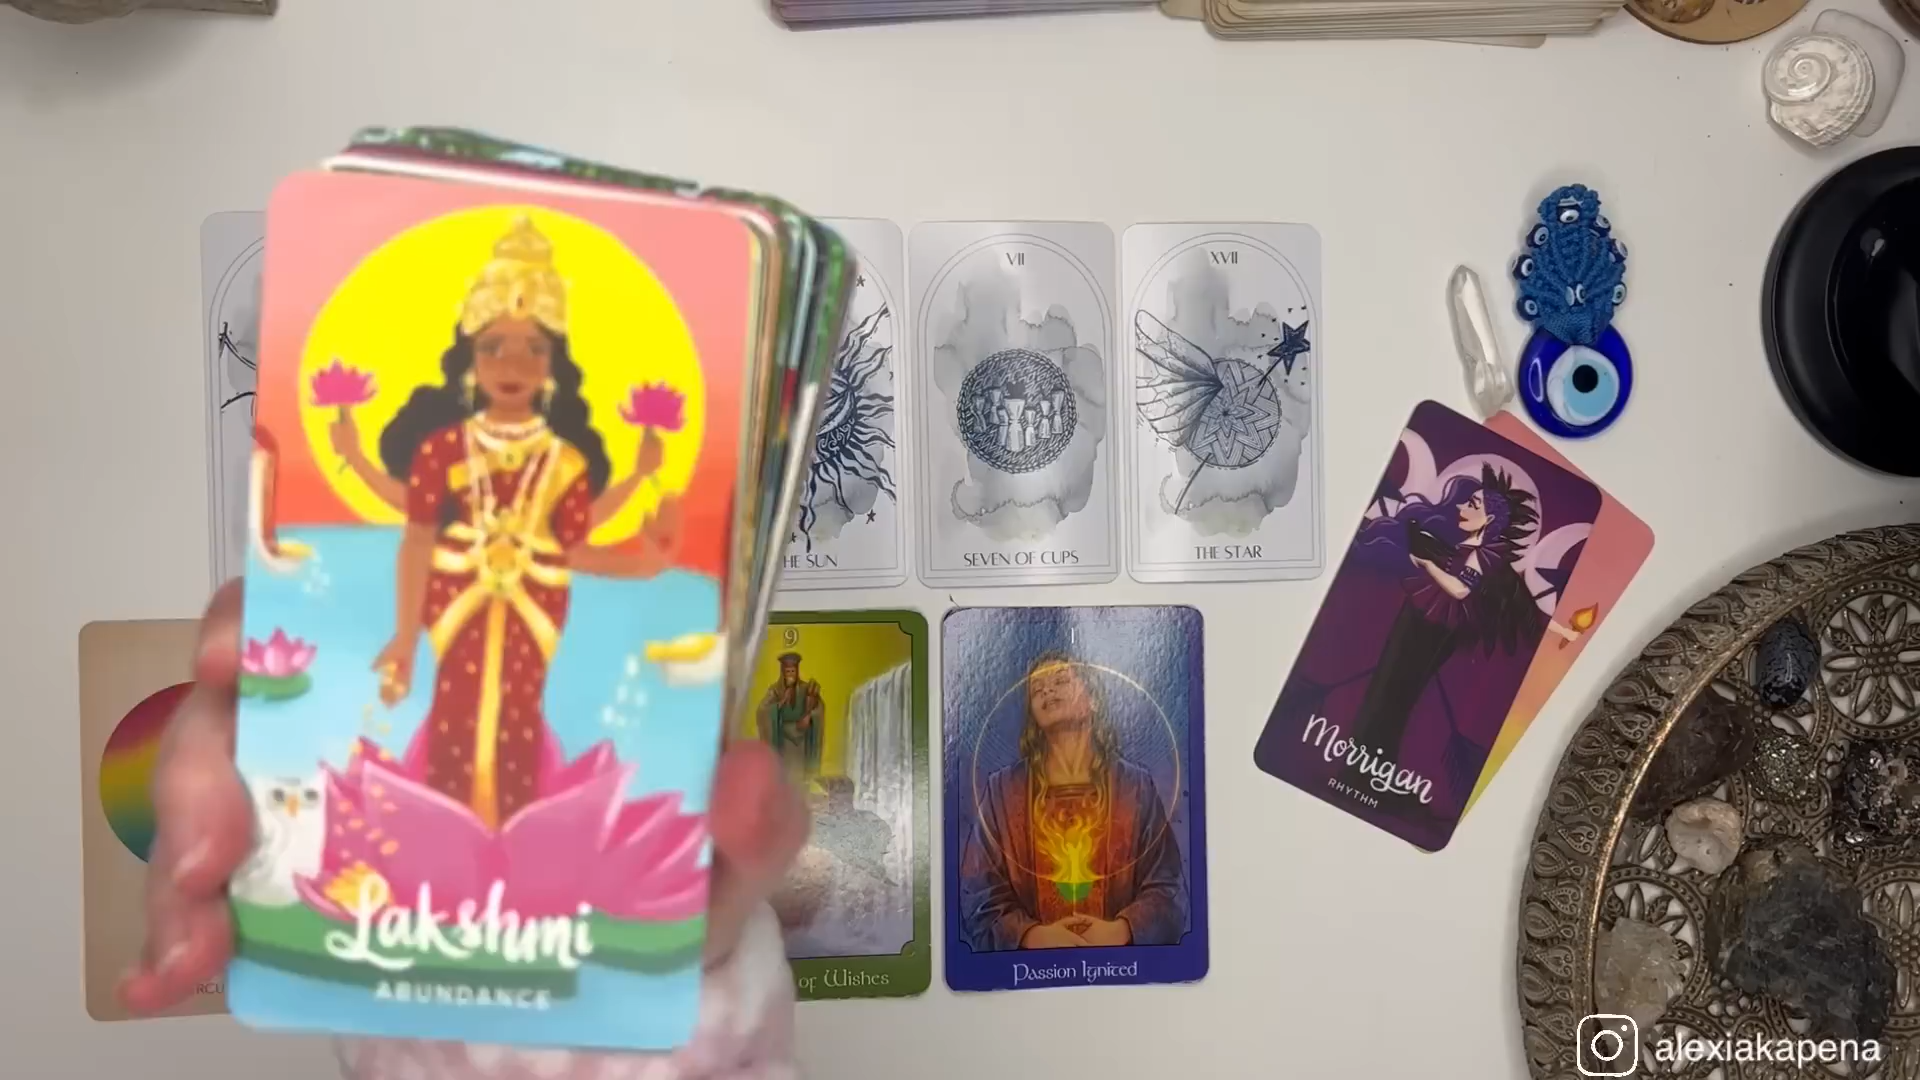 VII
XVII
HE SUN
SEVEN OF CUPS
THE STAR
9
I
Lakshmi
ABUNDANCE
Morrigan
RHYTHM
of Wishes
Passion Ignited
alexiakapena